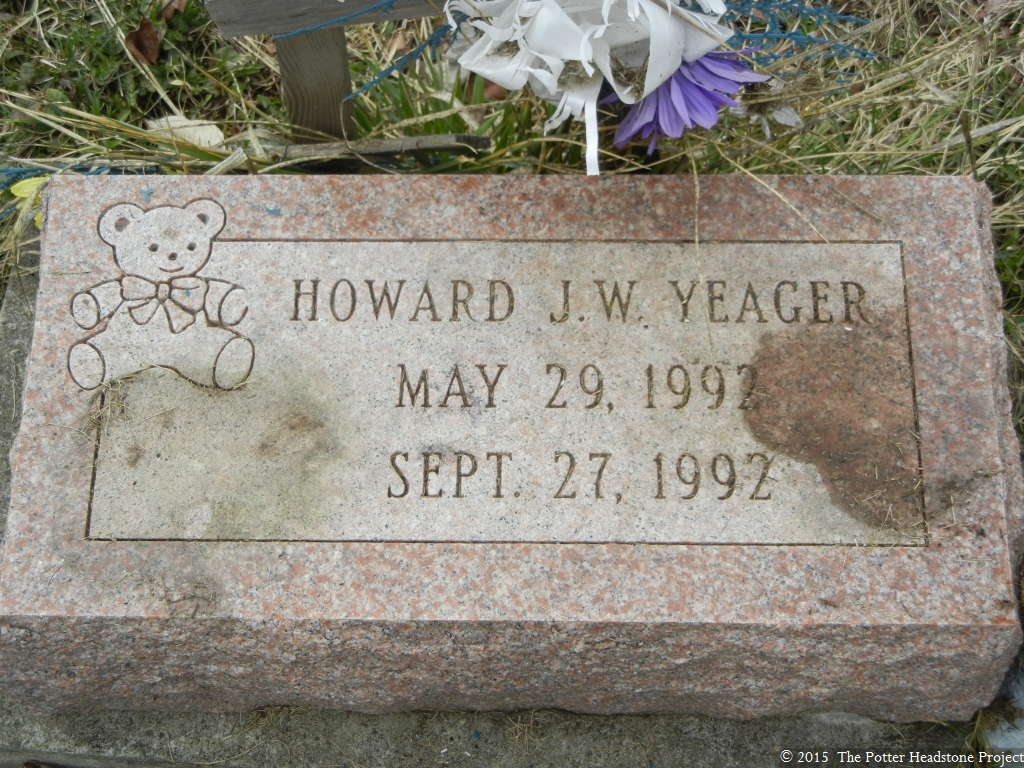 HOWARD J.W. YEAGER
MAY 29, 1992
SEPT. 27, 1992
© 2015 The Potter Headstone Project